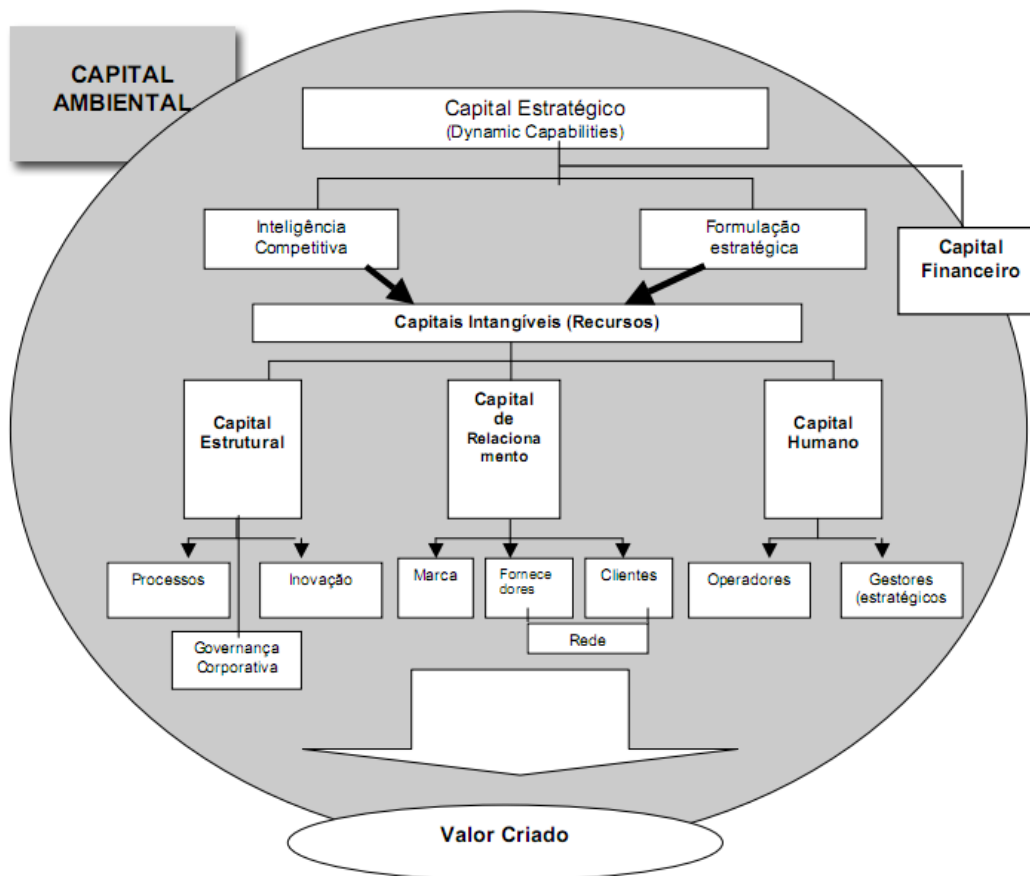 CAPITAL
AMBIENTAL
Capital Estratégico
(Dynamic Capabilities)
Inteligência
Competitiva
Formulação
estratégica
Capital
Financeiro
Capitais Intangíveis (Recursos)
Capital
Estrutural
Capital
de
Relaciona
mento
Capital
Humano
Processos
Inovação
Governança
Corporativa
Marca
Fornece
dores
Clientes
Rede
Operadores
Gestores
(estratégicos
Valor Criado